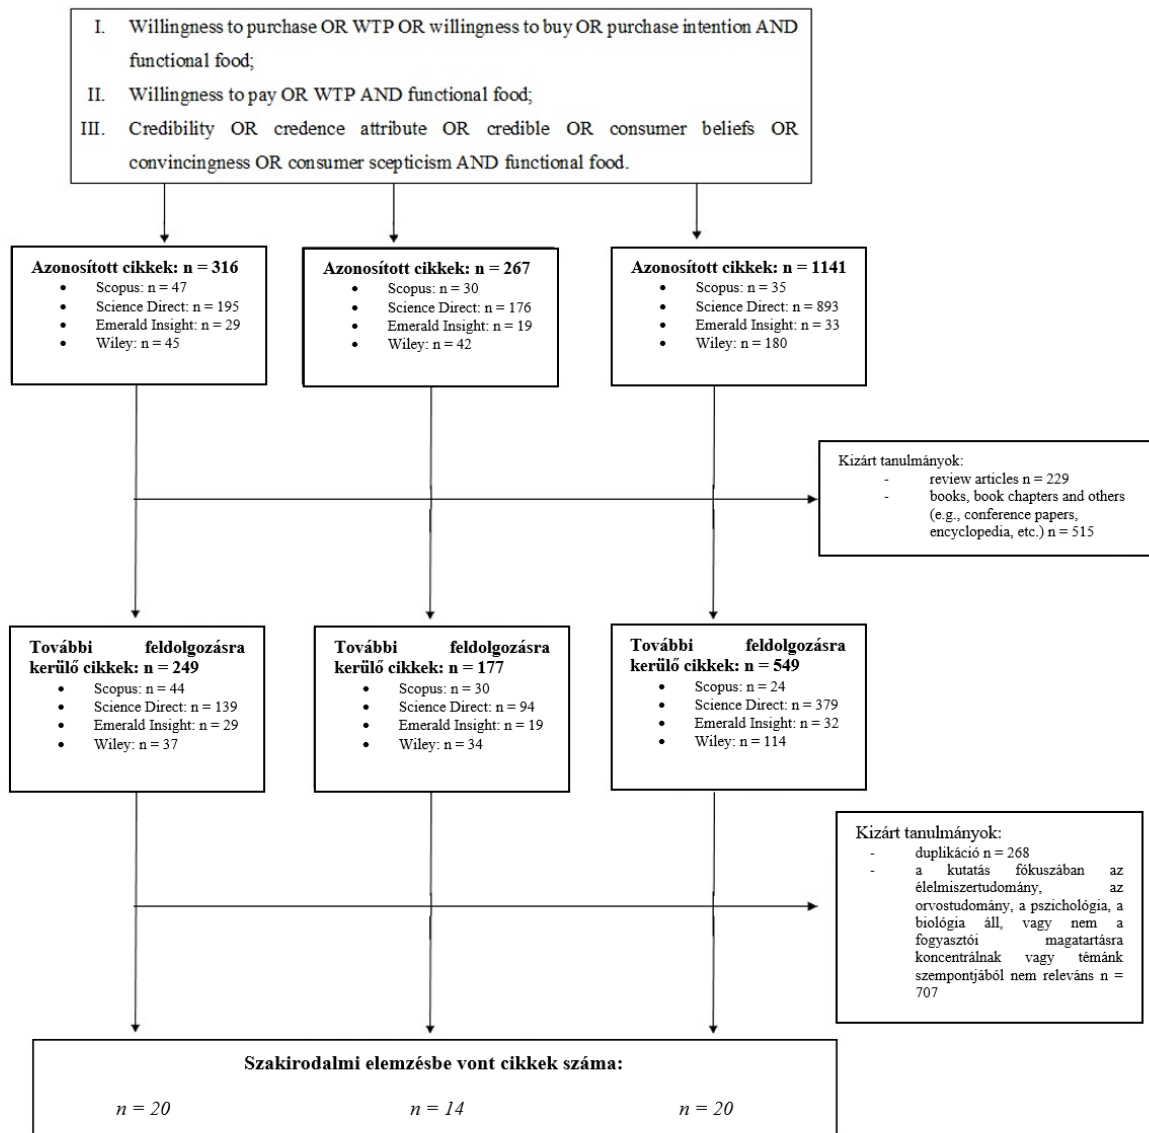 I. Willingness to purchase OR WTP OR willingness to buy OR purchase intention AND
functional food;
II. Willingness to pay OR WTP AND functional food;
III. Credibility OR credence attribute OR credible OR consumer beliefs OR
convincingness OR consumer scepticism AND functional food.
Azonosított cikkek: n = 316
• Scopus: n = 47
• Science Direct: n = 195
• Emerald Insight: n = 29
• Wiley: n = 45
Azonosított cikkek: n = 267
• Scopus: n = 30
• Science Direct: n = 176
• Emerald Insight: n = 19
• Wiley: n = 42
Azonosított cikkek: n = 1141
• Scopus: n = 35
• Science Direct: n = 893
• Emerald Insight: n = 33
• Wiley: n = 180
Kizárt tanulmányok:
- review articles n = 229
- books, book chapters and others
(e.g., conference papers,
encyclopedia, etc.) n = 515
További feldolgozásra
kerülő cikkek: n = 249
• Scopus: n = 44
• Science Direct: n = 139
• Emerald Insight: n = 29
• Wiley: n = 37
További feldolgozásra
kerülő cikkek: n = 177
• Scopus: n = 30
• Science Direct: n = 94
• Emerald Insight: n = 19
• Wiley: n = 34
További feldolgozásra
kerülő cikkek: n = 549
• Scopus: n = 24
• Science Direct: n = 379
• Emerald Insight: n = 32
• Wiley: n = 114
Kizárt tanulmányok:
- duplikáció n = 268
- a kutatás fókuszában az
élelmiszertudomány, az
orvostudomány, a pszichológia, a
biológia áll, vagy nem a
fogyasztói magatartásra
koncentrálnak vagy témánk
szempontjából nem releváns n =
707
Szakirodalmi elemzésbe vont cikkek száma:
n = 20 n = 14 n = 20